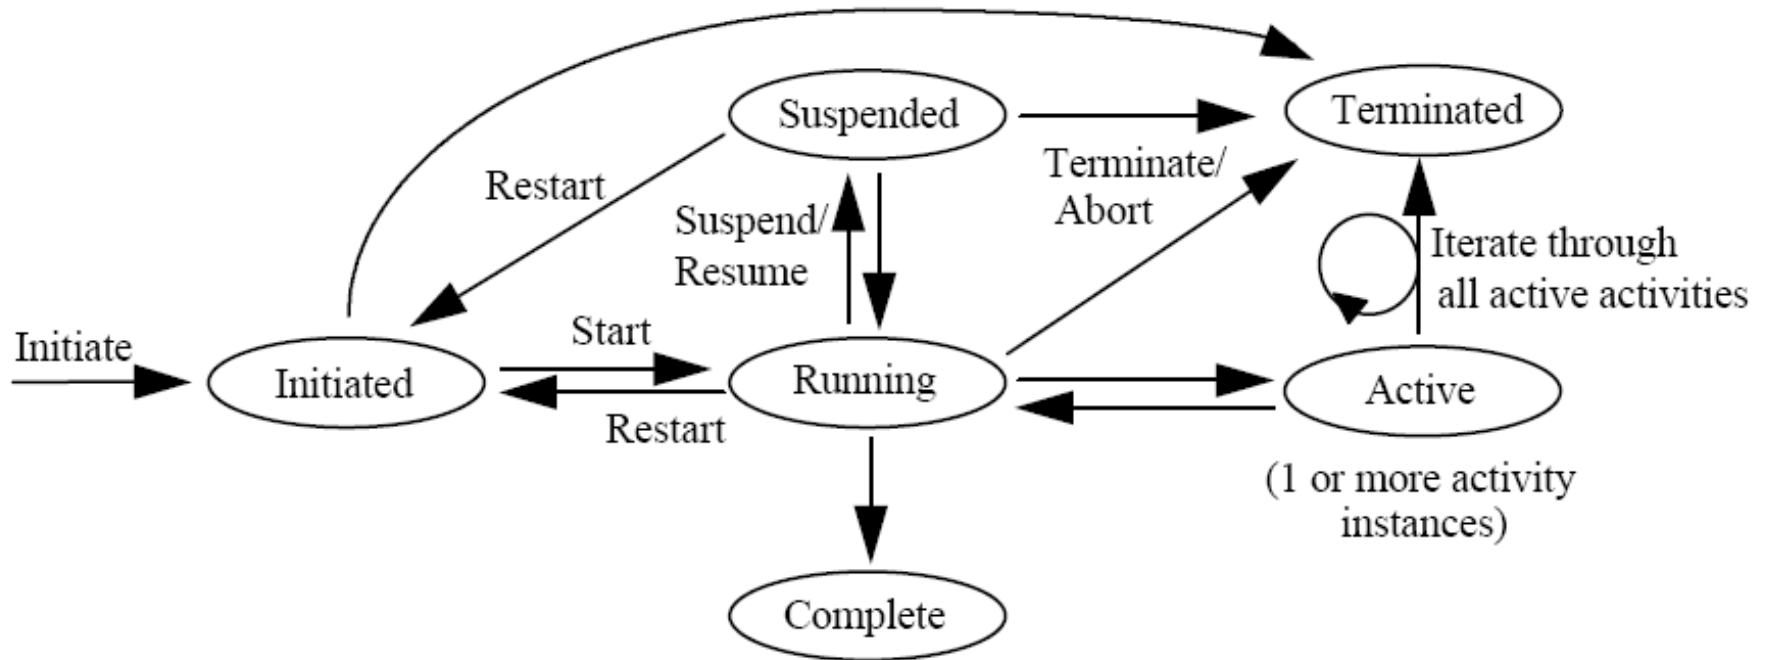 Suspended
Terminated
Restart
Suspend/
Resume
Terminate/
Abort
Iterate through
all active activities
Initiate
Initiated
Start
Restart
Running
Active
(1 or more activity
instances)
Complete